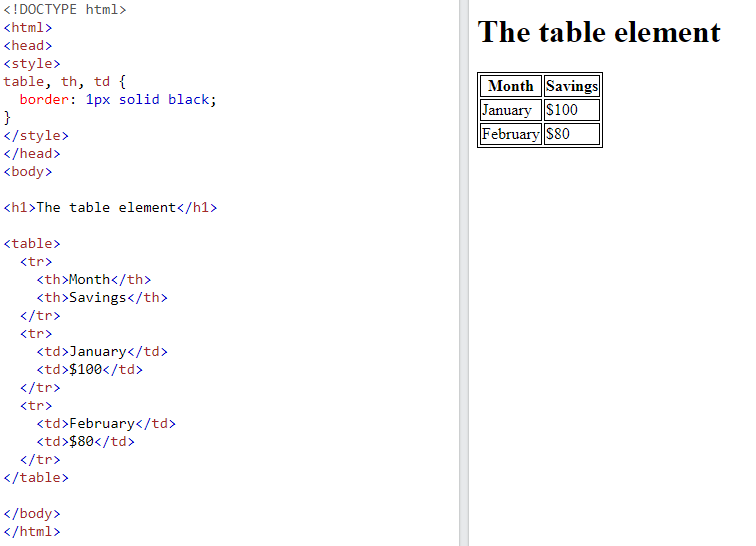 <!DOCTYPE html>
<html>
<head>
<style>
table, th, td {
  border: 1px solid black;
}
</style>
</head>
<body>

<h1>The table element</h1>

<table>
  <tr>
    <th>Month</th>
    <th>Savings</th>
  </tr>
  <tr>
    <td>January</td>
    <td>$100</td>
  </tr>
  <tr>
    <td>February</td>
    <td>$80</td>
  </tr>
</table>

</body>
</html>
The table element
Month Savings
January $100
February $80